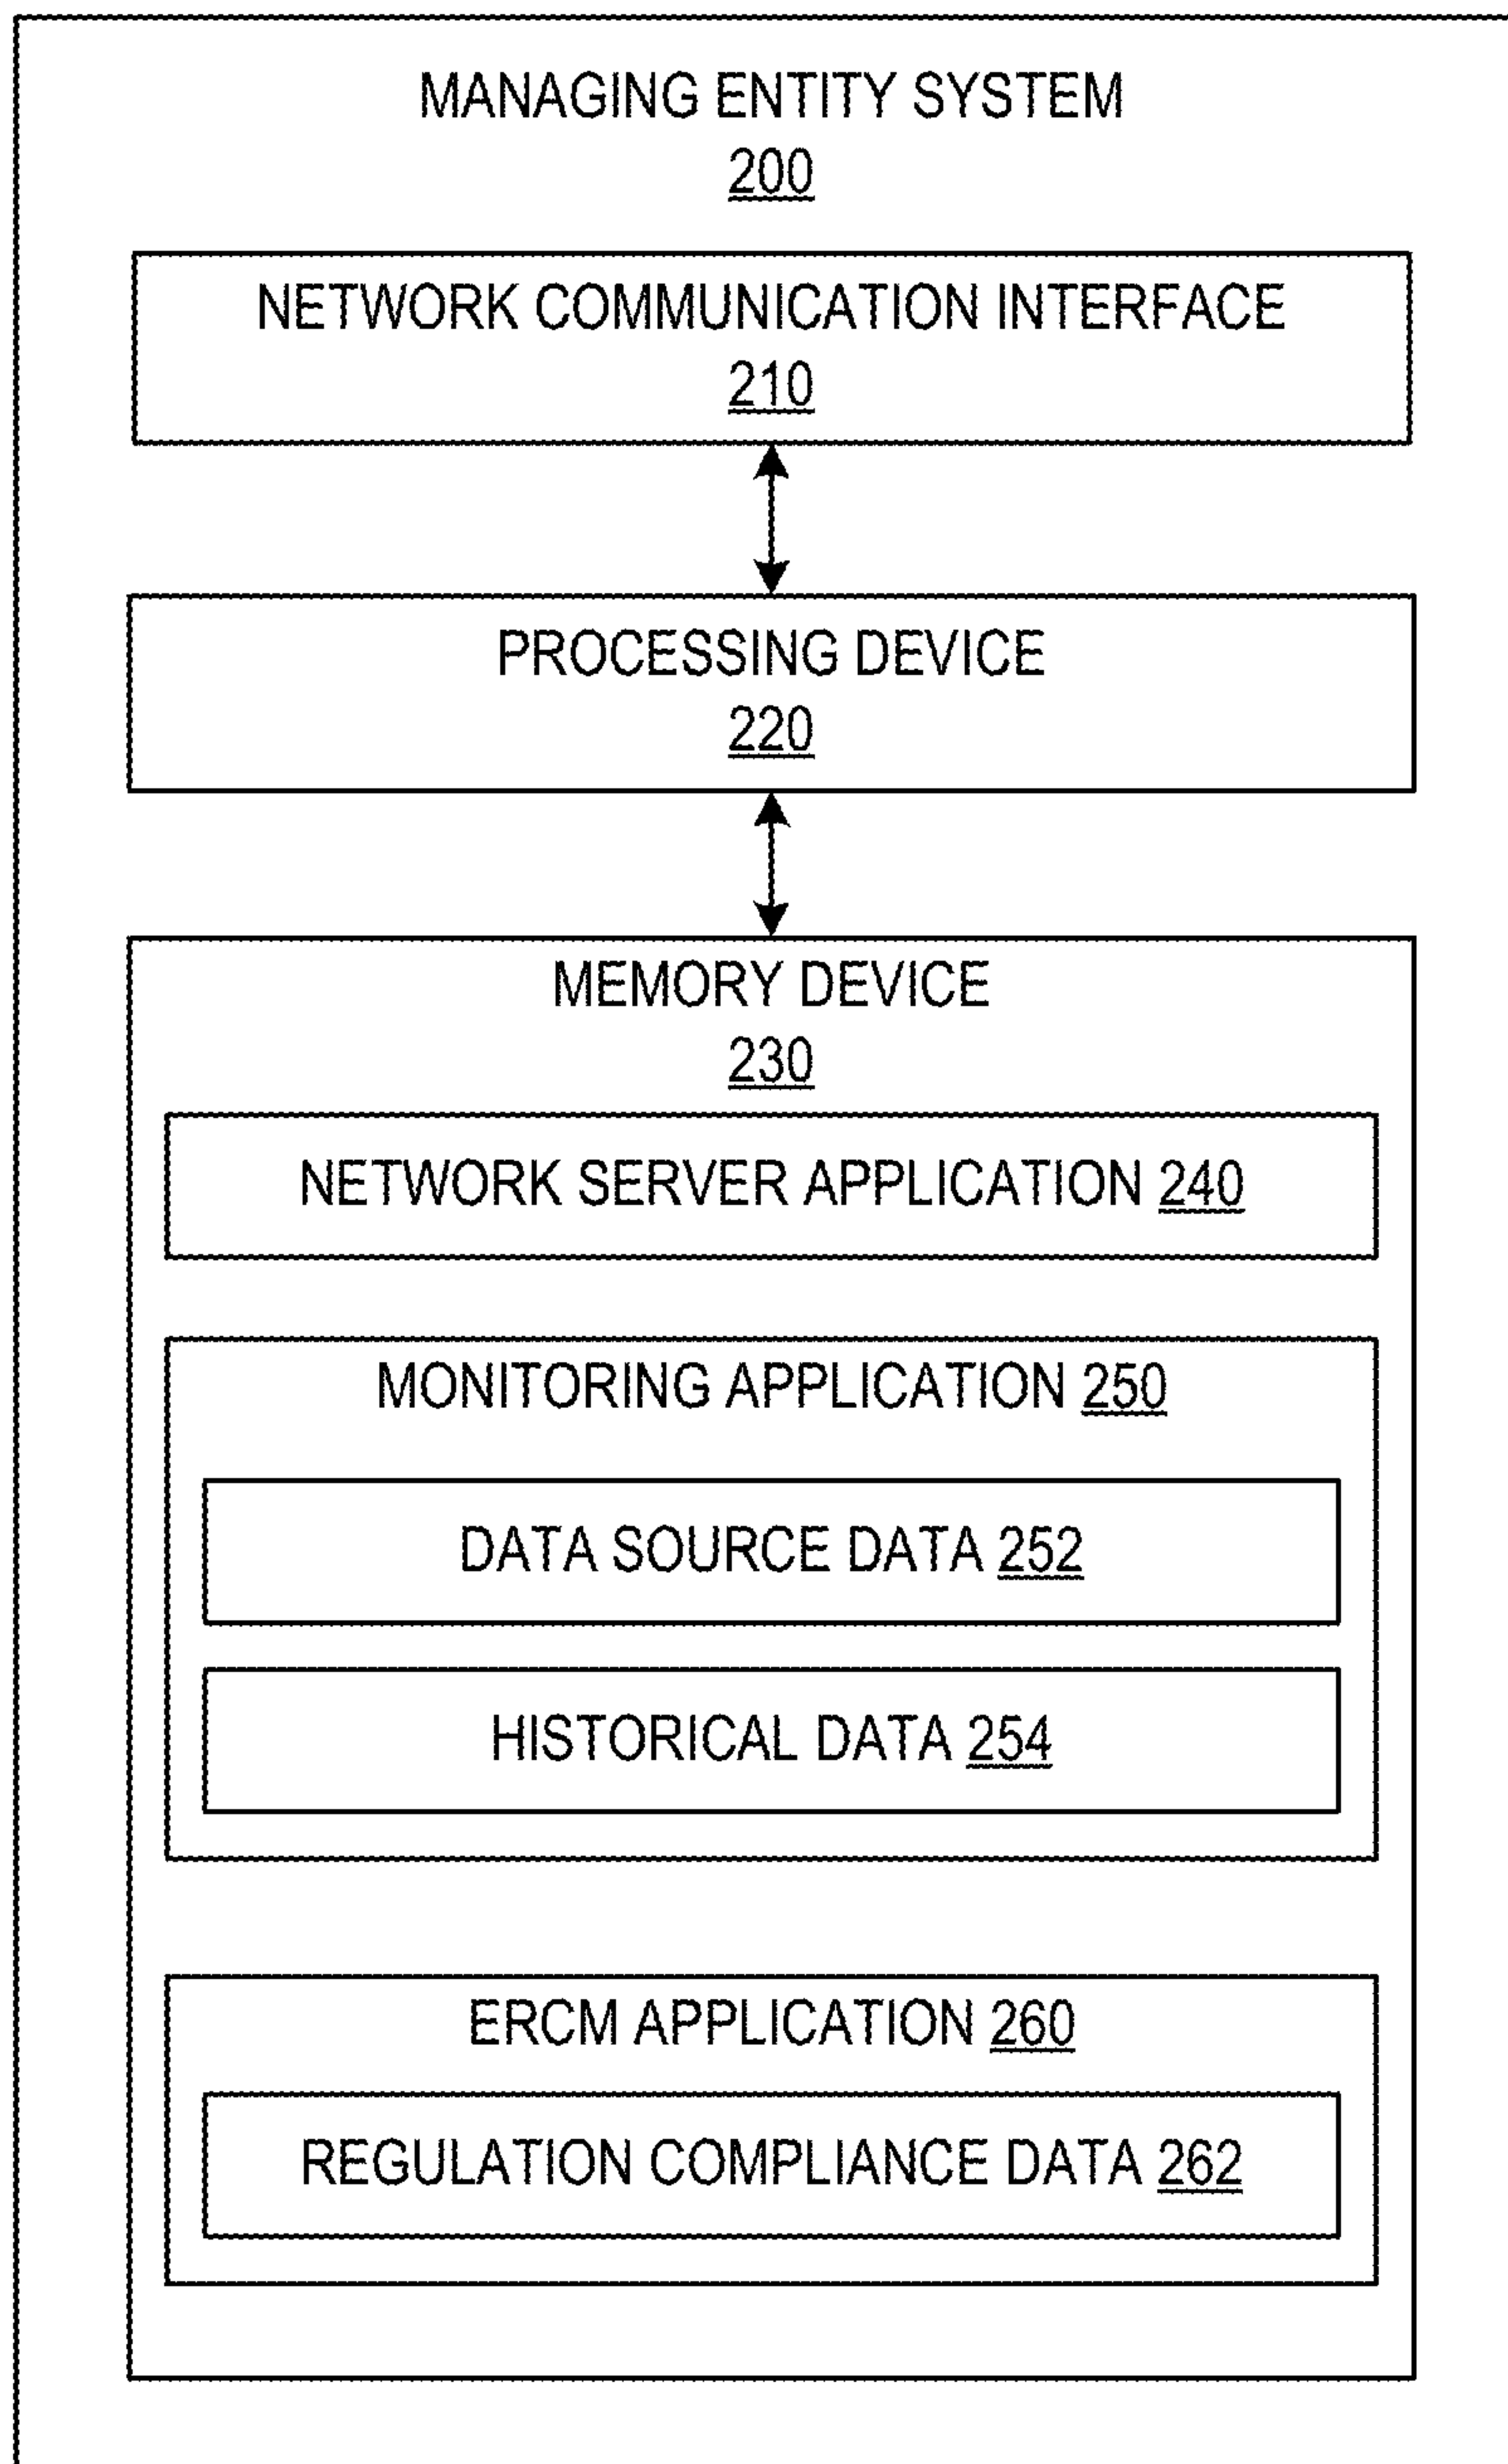 MANAGING ENTITY SYSTEM
200
NETWORK COMMUNICATION INTERFACE
210
PROCESSING DEVICE
220
MEMORY DEVICE
230
NETWORK SERVER APPLICATION 240
MONITORING APPLICATION 250
DATA SOURCE DATA 252
HISTORICAL DATA 254
ERCM APPLICATION 260
REGULATION COMPLIANCE DATA 262